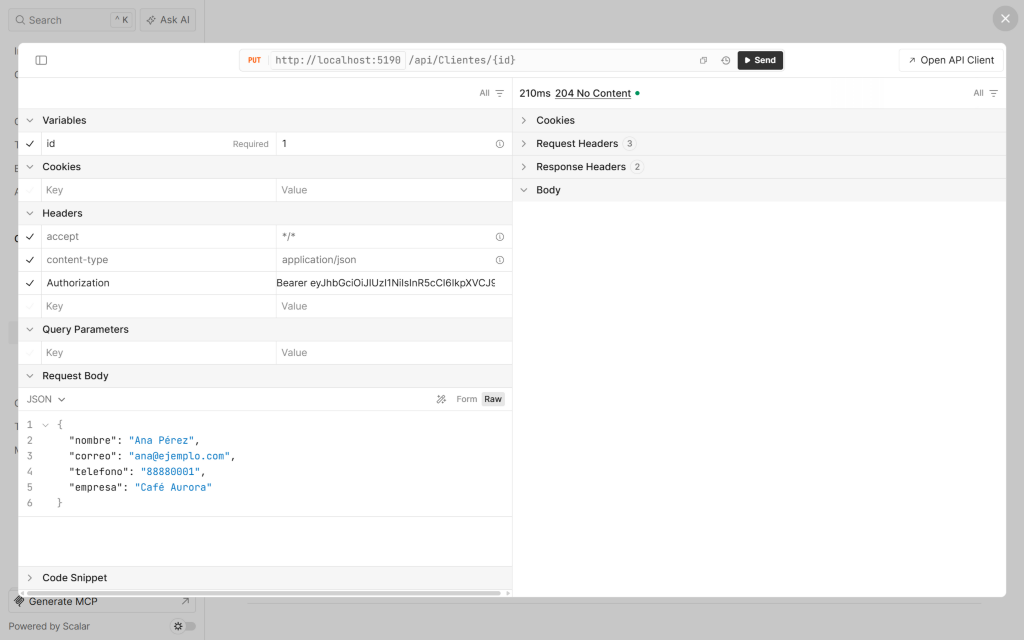 Search ^ K Ask AI
PUT http://localhost:5190 /api/Clientes/{id} Send Open API Client
All
210ms 204 No Content All
Variables
id Required 1
Cookies
Key Value
Headers
accept */*
content-type application/json
Authorization Bearer eyJhbGciOiJIUzI1NiIsInR5cCI6IkpXVCJ9
Key Value
Query Parameters
Key Value
Request Body
JSON Form Raw
1 {
2 "nombre": "Ana Pérez",
3 "correo": "ana@ejemplo.com",
4 "telefono": "88880001",
5 "empresa": "Café Aurora"
6 }
Code Snippet
Cookies
Request Headers 3
Response Headers 2
Body
Generate MCP
Powered by Scalar